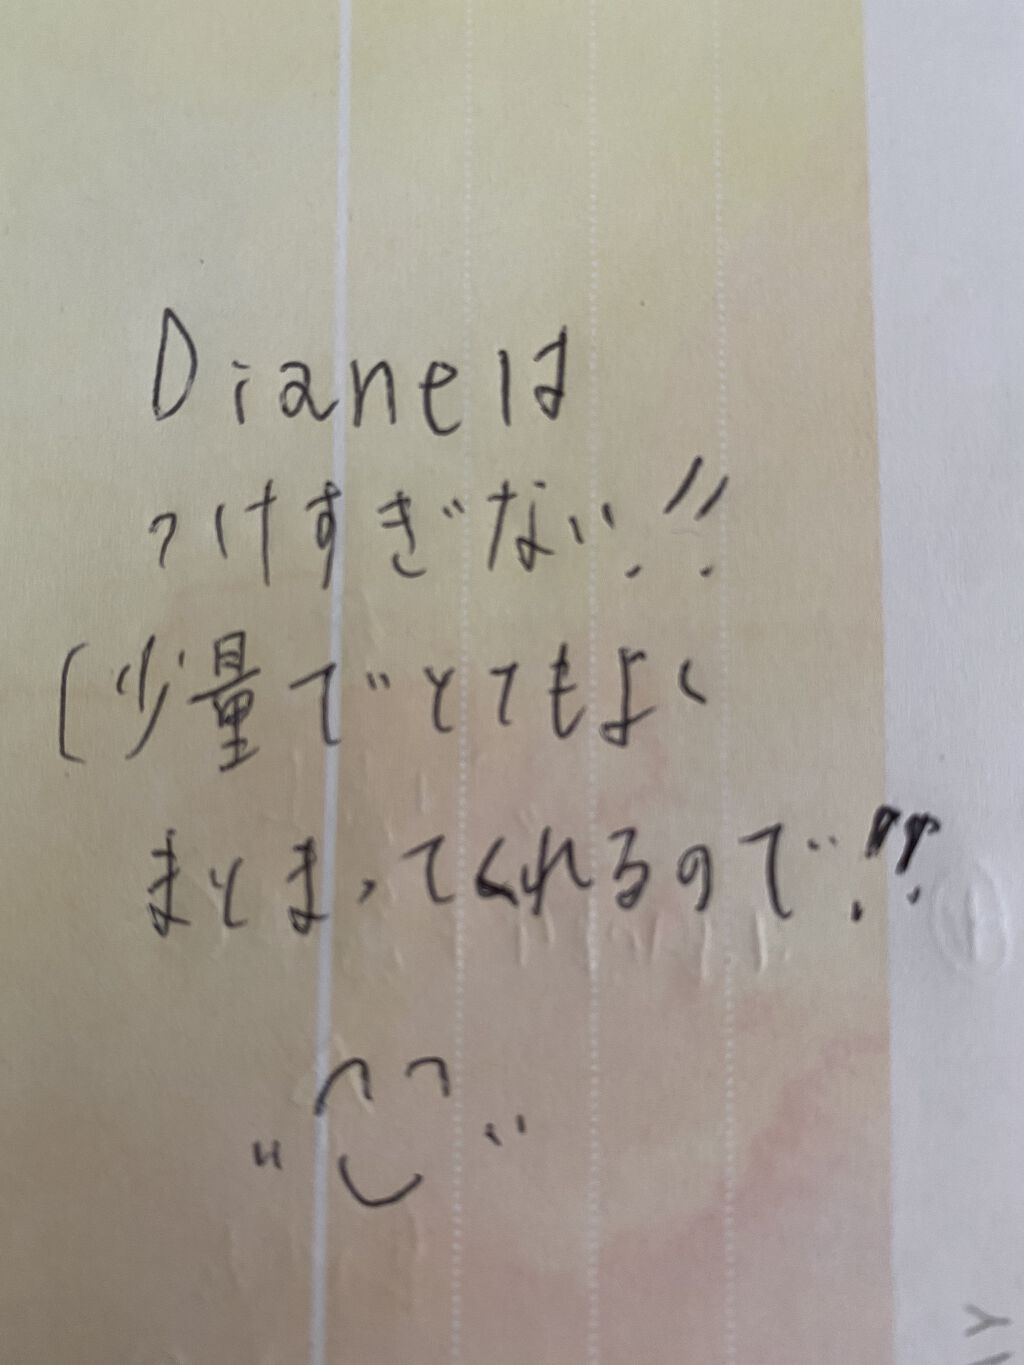 Dianeは
つけすぎない!!
(少量でとてもよく
まとまってくれるので!!
AY